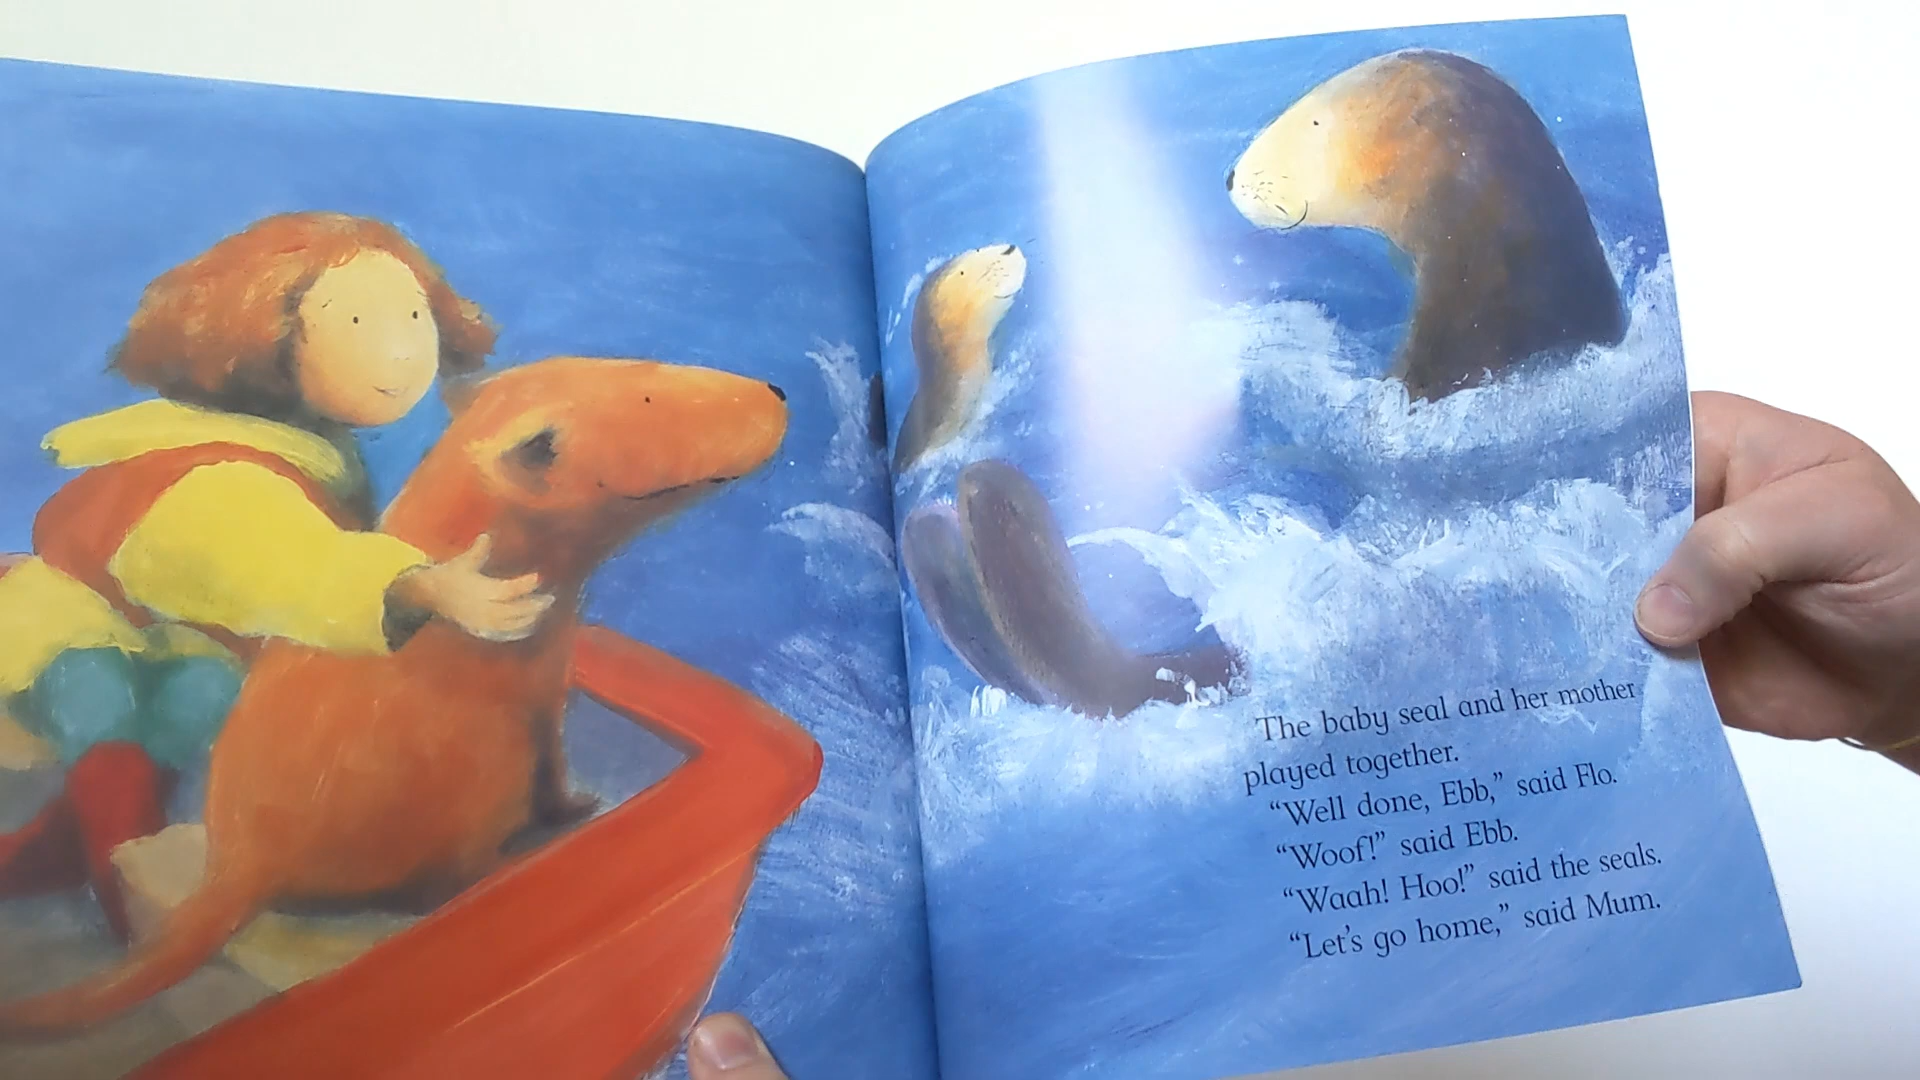 The baby seal and her mother
played together.
“Well done, Ebb,” said Flo.
“Woof!” said Ebb.
“Waah! Hoo!” said the seals.
“Let’s go home,” said Mum.